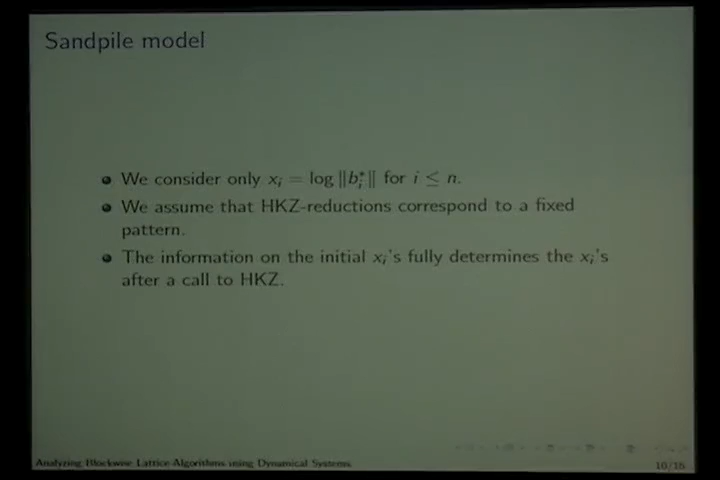 Sandpile model
We consider only xᵢ = log ‖bᵢ*‖ for i ≤ n.
We assume that HKZ-reductions correspond to a fixed
pattern.
The information on the initial xᵢ's fully determines the xᵢ's
after a call to HKZ.
Analyzing Blockwise Lattice Algorithms using Dynamical Systems
10/15